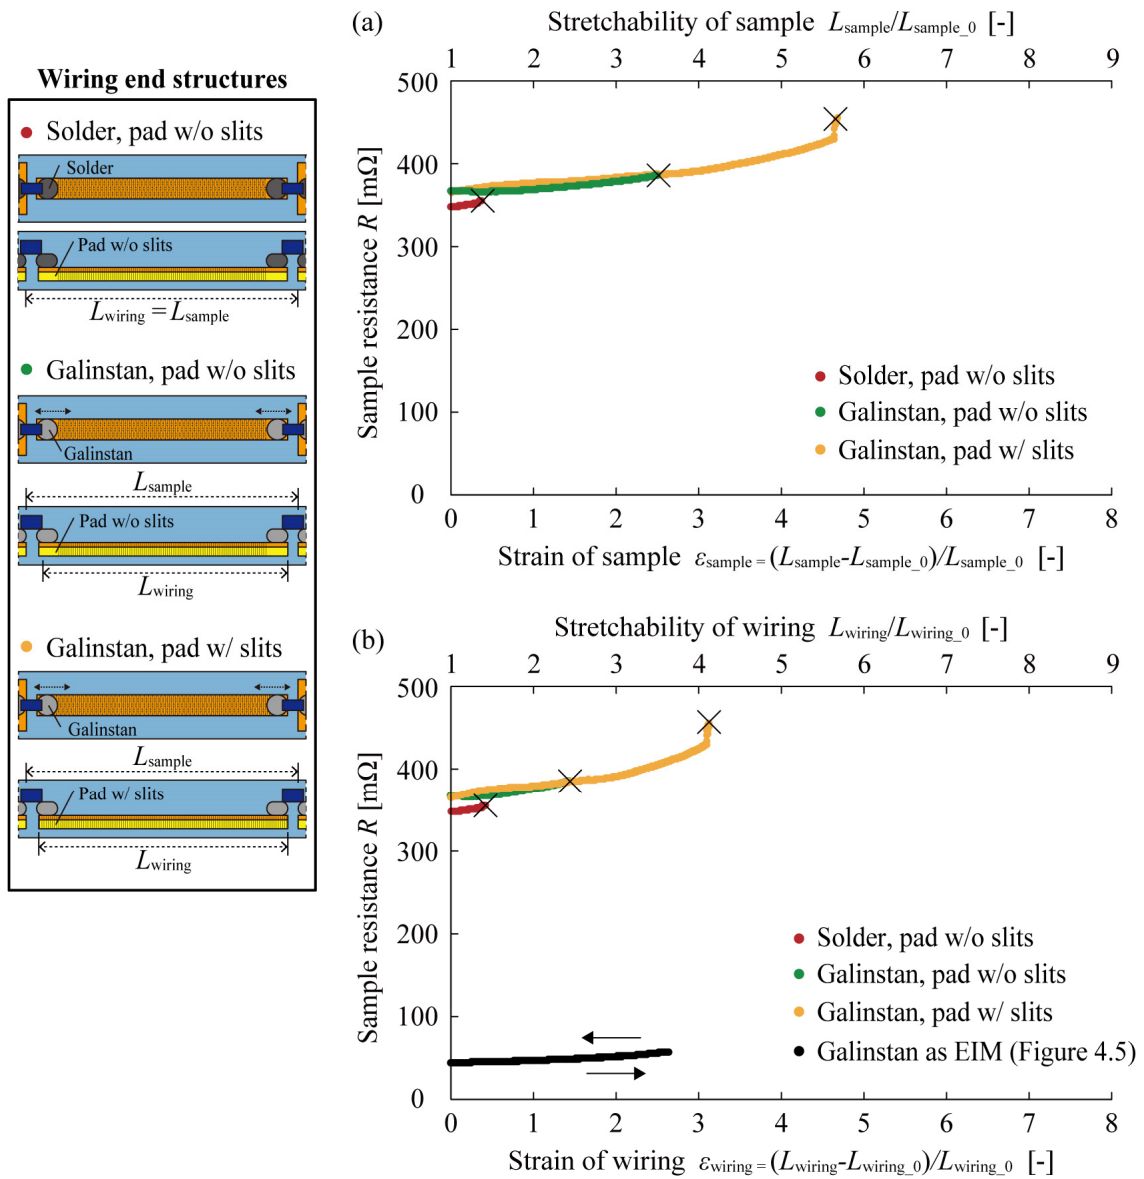 Wiring end structures
Solder, pad w/o slits
Solder
Pad w/o slits
Lwiring = Lsample
Galinstan, pad w/o slits
Galinstan
Lsample
Pad w/o slits
Lwiring
Galinstan, pad w/ slits
Galinstan
Lsample
Pad w/ slits
Lwiring
(a)
Stretchability of sample Lsample/Lsample_0 [-]
1 2 3 4 5 6 7 8 9
500
400
300
200
100
0
Sample resistance R [mΩ]
Solder, pad w/o slits
Galinstan, pad w/o slits
Galinstan, pad w/ slits
0 1 2 3 4 5 6 7 8
Strain of sample εsample = (Lsample-Lsample_0)/Lsample_0 [-]
(b)
Stretchability of wiring Lwiring/Lwiring_0 [-]
1 2 3 4 5 6 7 8 9
500
400
300
200
100
0
Sample resistance R [mΩ]
Solder, pad w/o slits
Galinstan, pad w/o slits
Galinstan, pad w/ slits
Galinstan as EIM (Figure 4.5)
0 1 2 3 4 5 6 7 8
Strain of wiring εwiring = (Lwiring-Lwiring_0)/Lwiring_0 [-]